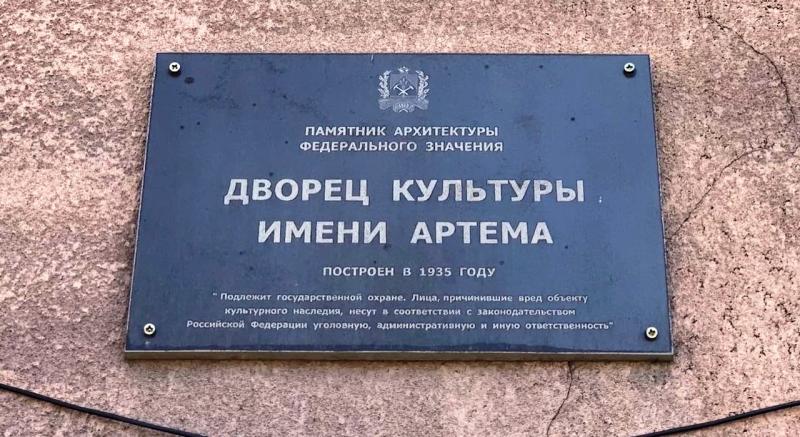 ПАМЯТНИК АРХИТЕКТУРЫ
ФЕДЕРАЛЬНОГО ЗНАЧЕНИЯ
ДВОРЕЦ КУЛЬТУРЫ
ИМЕНИ АРТЕМА
ПОСТРОЕН В 1935 ГОДУ
" Подлежит государственной охране. Лица, причинившие вред объекту
культурного наследия, несут в соответствии с законодательством
Российской Федерации уголовную, административную и иную ответственность"